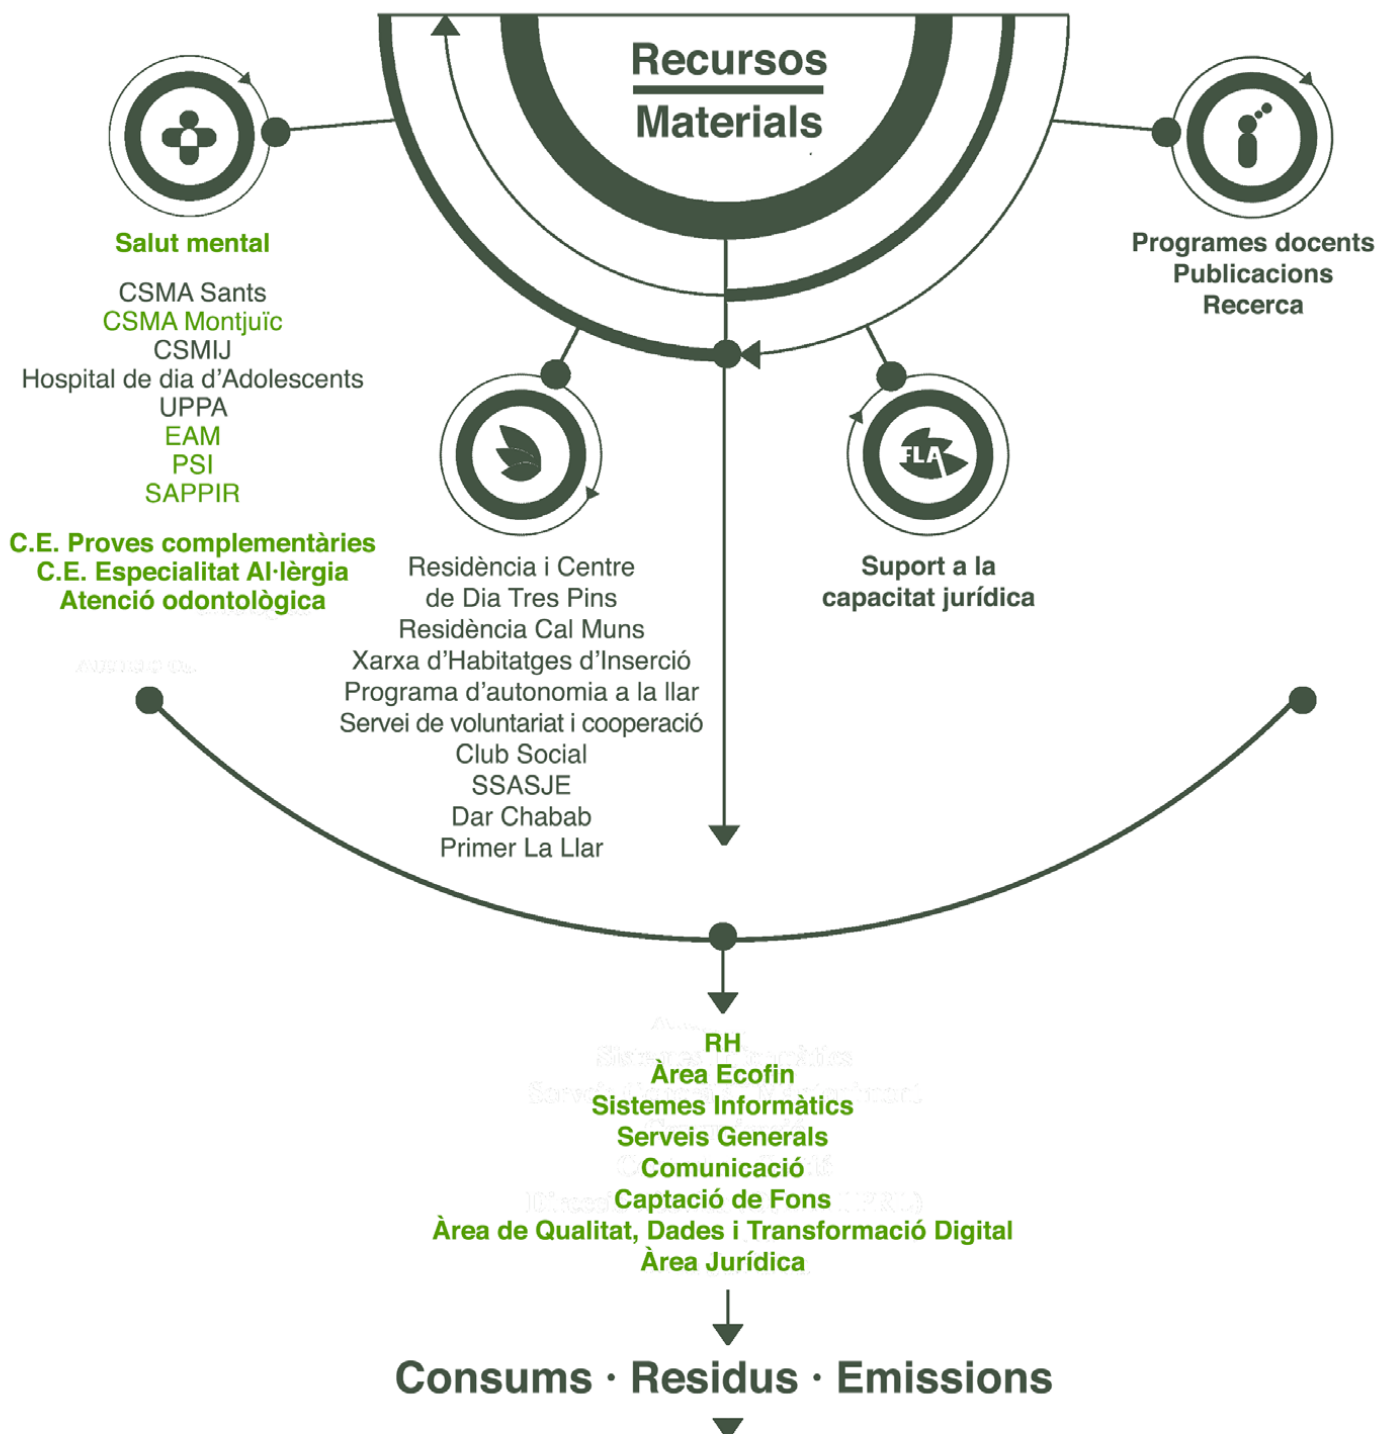 Recursos
Materials
Salut mental
CSMA Sants
CSMA Montjuïc
CSMIJ
Hospital de dia d'Adolescents
UPPA
EAM
PSI
SAPPIR
C.E. Proves complementàries
C.E. Especialitat Al·lèrgia
Atenció odontològica
Residència i Centre
de Dia Tres Pins
Residència Cal Muns
Xarxa d'Habitatges d'Inserció
Programa d'autonomia a la llar
Servei de voluntariat i cooperació
Club Social
SSASJE
Dar Chabab
Primer La Llar
FLA
Suport a la
capacitat jurídica
Programes docents
Publicacions
Recerca
RH
Àrea Ecofin
Sistemes Informàtics
Serveis Generals
Comunicació
Captació de Fons
Àrea de Qualitat, Dades i Transformació Digital
Àrea Jurídica
Consums · Residus · Emissions